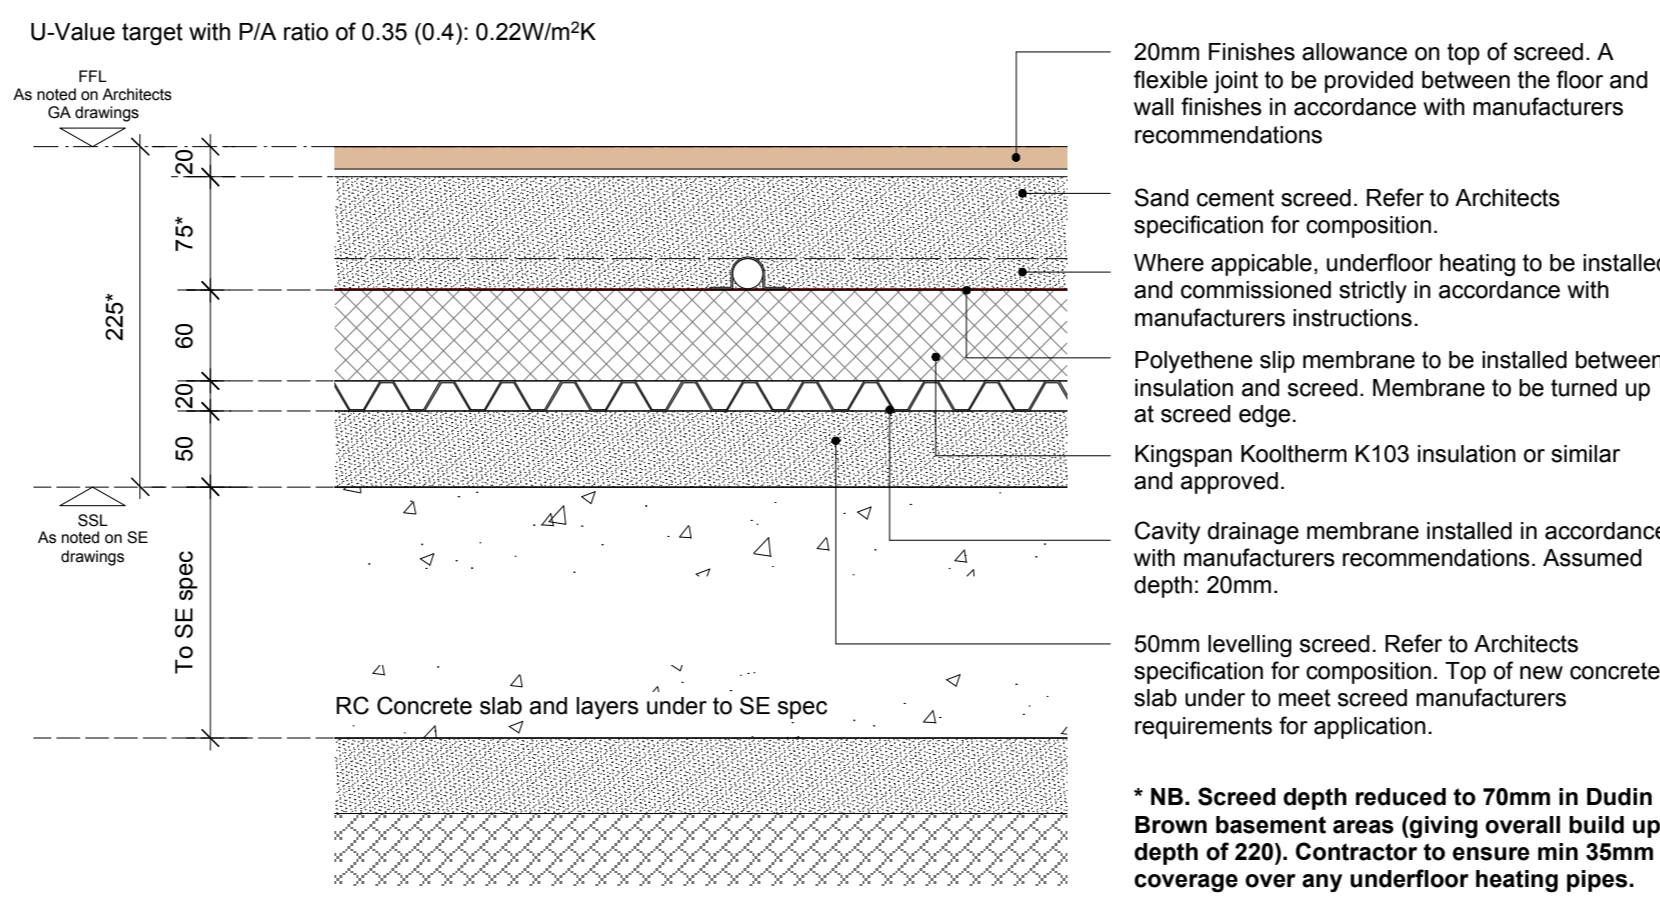 U-Value target with P/A ratio of 0.35 (0.4): 0.22W/m²K
FFL
As noted on Architects
GA drawings
20
75*
225*
60
20
50
SSL
As noted on SE
drawings
To SE spec
RC Concrete slab and layers under to SE spec
20mm Finishes allowance on top of screed. A
flexible joint to be provided between the floor and
wall finishes in accordance with manufacturers
recommendations
Sand cement screed. Refer to Architects
specification for composition.
Where appicable, underfloor heating to be installed
and commissioned strictly in accordance with
manufacturers instructions.
Polyethene slip membrane to be installed between
insulation and screed. Membrane to be turned up
at screed edge.
Kingspan Kooltherm K103 insulation or similar
and approved.
Cavity drainage membrane installed in accordance
with manufacturers recommendations. Assumed
depth: 20mm.
50mm levelling screed. Refer to Architects
specification for composition. Top of new concrete
slab under to meet screed manufacturers
requirements for application.
* NB. Screed depth reduced to 70mm in Dudin
Brown basement areas (giving overall build up
depth of 220). Contractor to ensure min 35mm
coverage over any underfloor heating pipes.